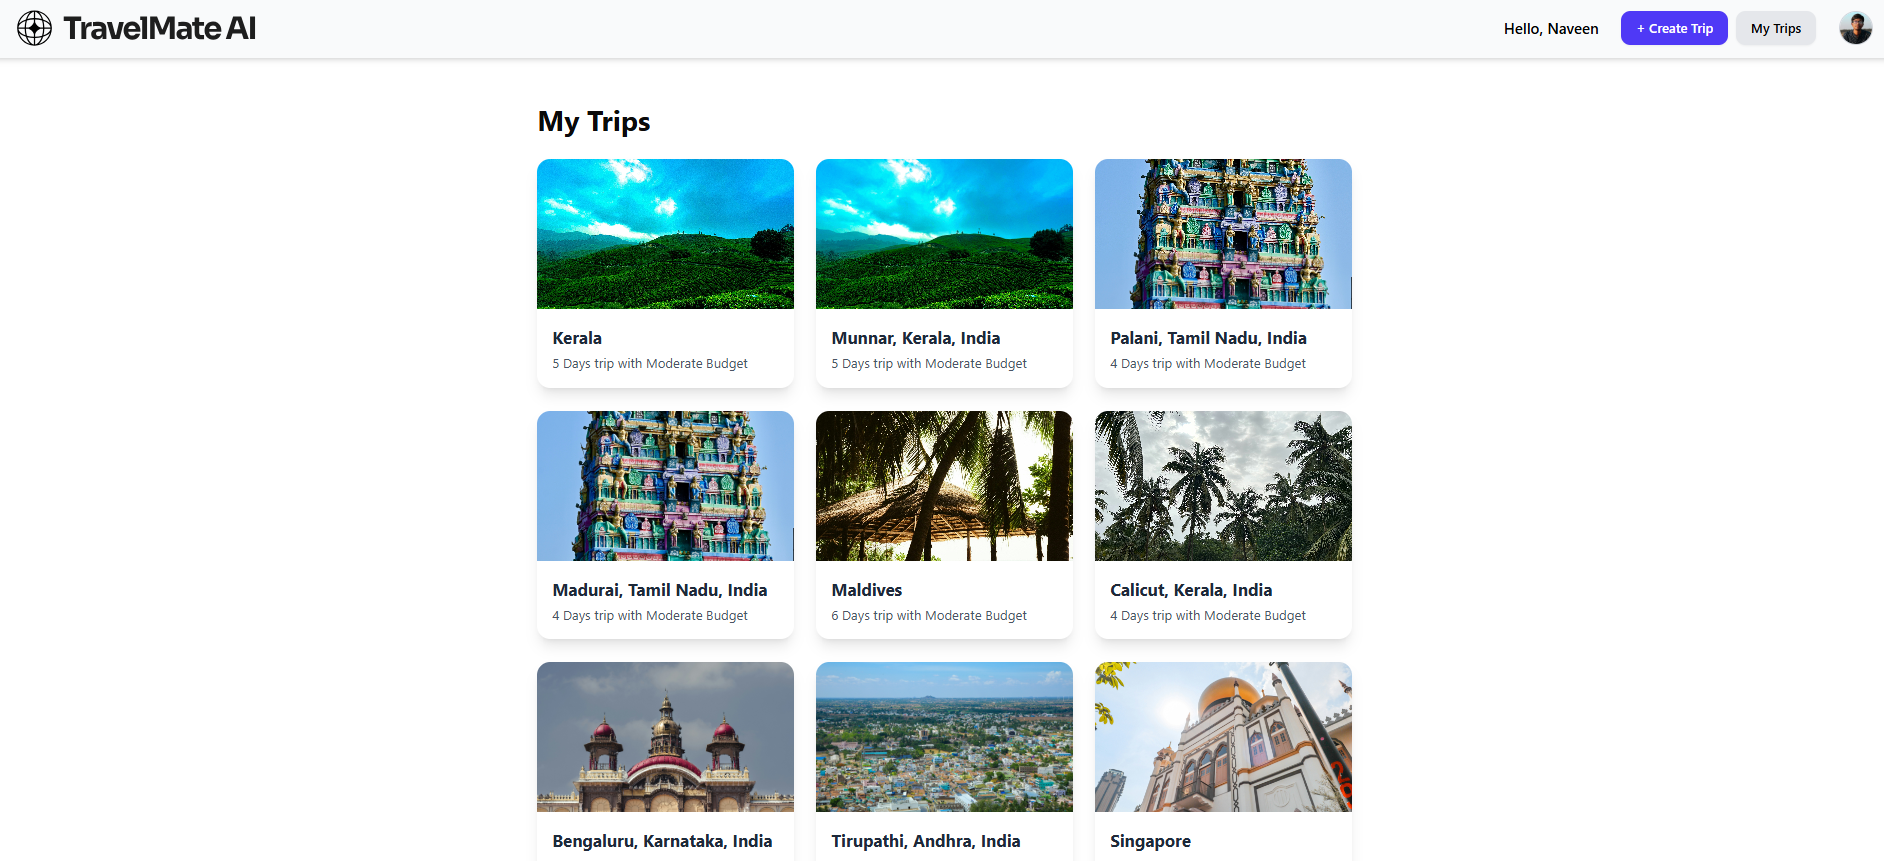 TravelMate AI
Hello, Naveen
+ Create Trip
My Trips
My Trips
Kerala
5 Days trip with Moderate Budget
Munnar, Kerala, India
5 Days trip with Moderate Budget
Palani, Tamil Nadu, India
4 Days trip with Moderate Budget
Madurai, Tamil Nadu, India
4 Days trip with Moderate Budget
Maldives
6 Days trip with Moderate Budget
Calicut, Kerala, India
4 Days trip with Moderate Budget
Bengaluru, Karnataka, India
Tirupathi, Andhra, India
Singapore